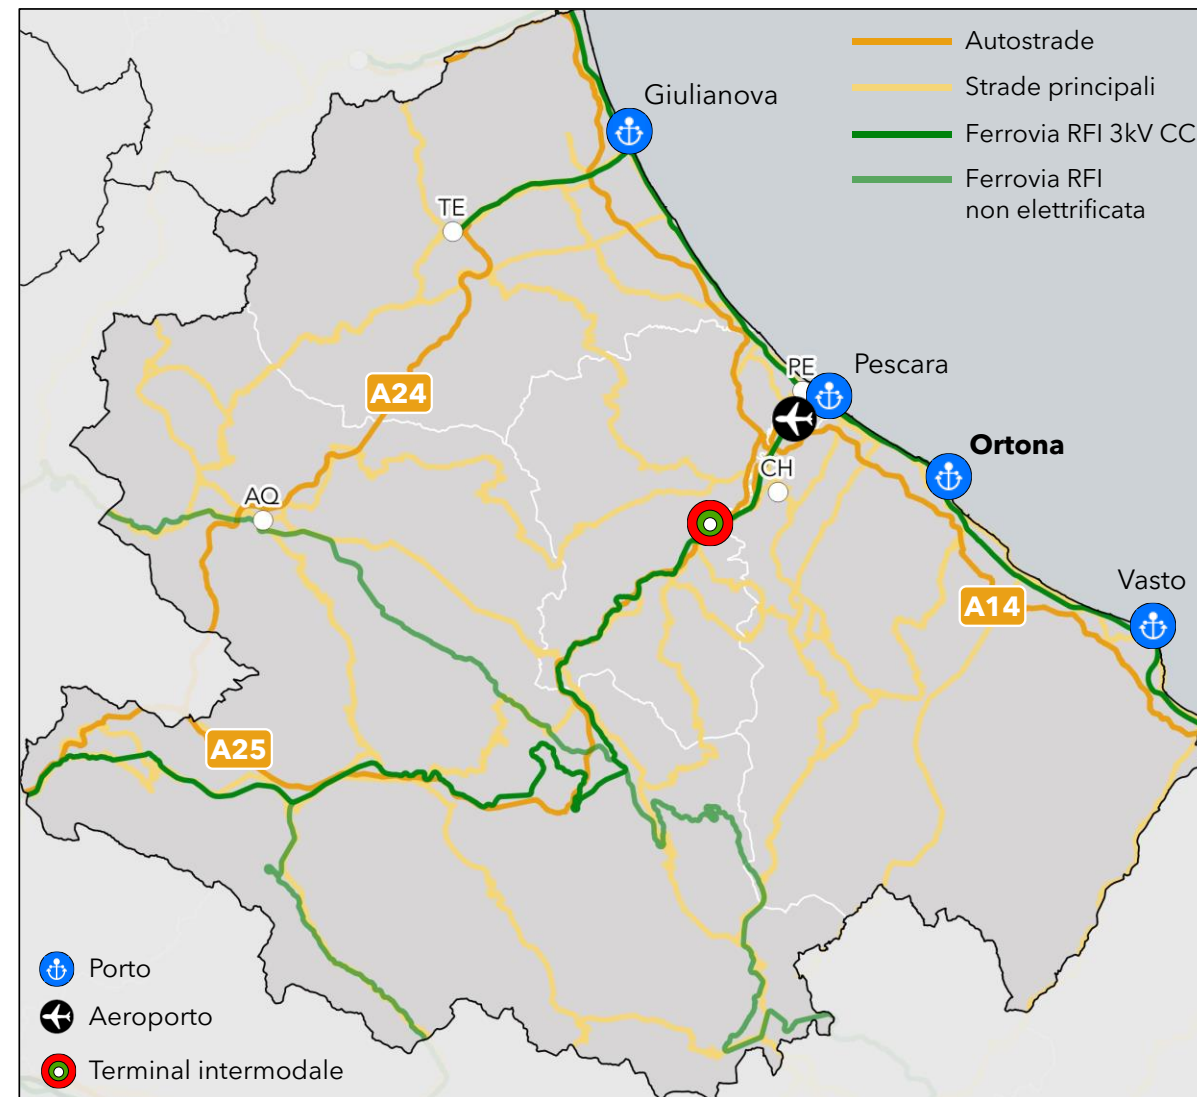 Autostrade
Strade principali
Ferrovia RFI 3kV CC
Ferrovia RFI
non elettrificata
Giulianova
TE
A24
PE
Pescara
Ortona
CH
AQ
Vasto
A14
A25
Porto
Aeroporto
Terminal intermodale